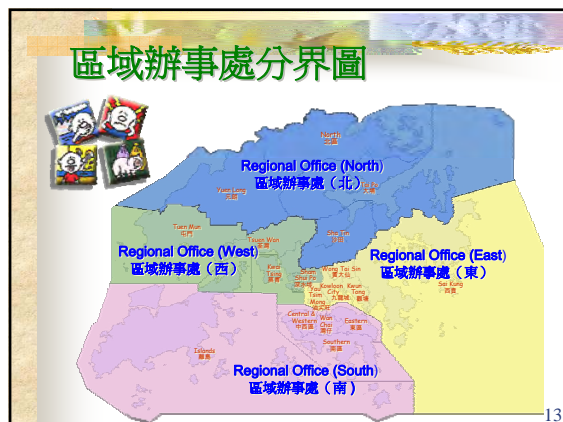 區域辦事處分界圖
North
北區
Regional Office (North)
區域辦事處（北）
Yuen Long
元朗
Tai Po
大埔
Tuen Mun
屯門
Tsuen Wan
荃灣
Sha Tin
沙田
Regional Office (West)
區域辦事處（西）
Regional Office (East)
區域辦事處（東）
Kwai
Tsing
葵青
Sham
Shui Po
深水埗
Wong Tai Sin
黃大仙
Kowloon
City
九龍城
Kwun
Tong
觀塘
Sai Kung
西貢
Yau
Tsim
Mong
油尖旺
Central &
Western
中西區
Wan
Chai
灣仔
Eastern
東區
Southern
南區
Islands
離島
Regional Office (South)
區域辦事處（南）
13